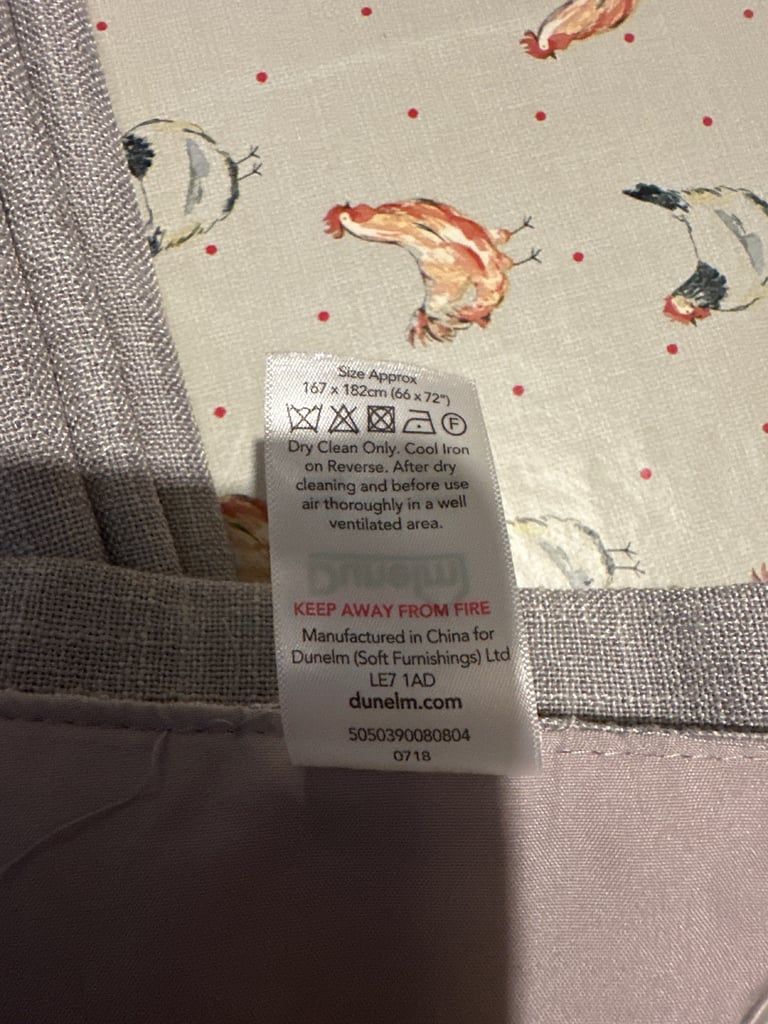 Size Approx
167 x 182cm (66 x 72")
F
Dry Clean Only. Cool Iron
on Reverse. After dry
cleaning and before use
air thoroughly in a well
ventilated area.
Dunelm
KEEP AWAY FROM FIRE
Manufactured in China for
Dunelm (Soft Furnishings) Ltd
LE7 1AD
dunelm.com
5050390080804
0718